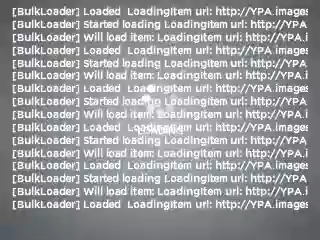 [BulkLoader] Loaded LoadingItem url: http://YPA.images
[BulkLoader] Started loading LoadingItem url: http://YPA
[BulkLoader] Will load item: LoadingItem url: http://YPA.i
[BulkLoader] Loaded LoadingItem url: http://YPA.images
[BulkLoader] Started loading LoadingItem url: http://YPA
[BulkLoader] Will load item: LoadingItem url: http://YPA.i
[BulkLoader] Loaded LoadingItem url: http://YPA.images
[BulkLoader] Started loading LoadingItem url: http://YPA
[BulkLoader] Will load item: LoadingItem url: http://YPA.i
[BulkLoader] Loaded LoadingItem url: http://YPA.images
[BulkLoader] Started loading LoadingItem url: http://YPA
[BulkLoader] Will load item: LoadingItem url: http://YPA.i
[BulkLoader] Loaded LoadingItem url: http://YPA.images
[BulkLoader] Started loading LoadingItem url: http://YPA
[BulkLoader] Will load item: LoadingItem url: http://YPA.i
[BulkLoader] Loaded LoadingItem url: http://YPA.images